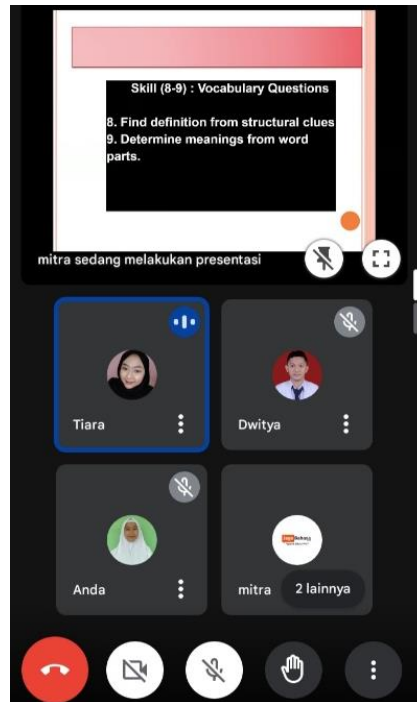 Skill (8-9) : Vocabulary Questions
8. Find definition from structural clues
9. Determine meanings from word
parts.
mitra sedang melakukan presentasi
Tiara
Dwitya
Anda
mitra
2 lainnya